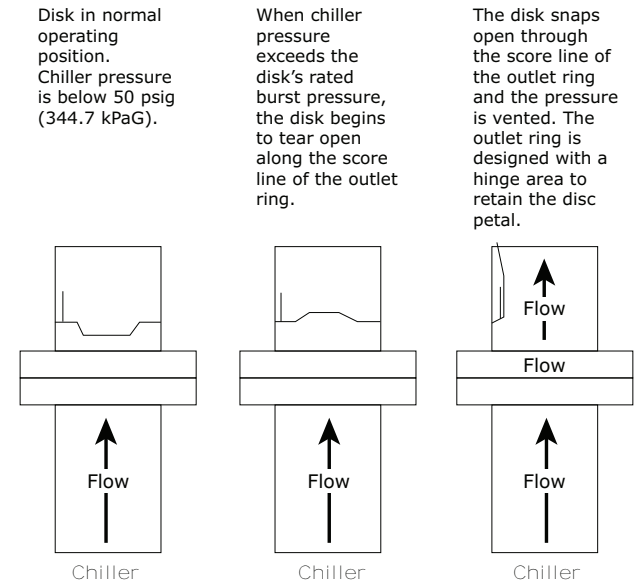 Disk in normal
operating
position.
Chiller pressure
is below 50 psig
(344.7 kPaG).
When chiller
pressure
exceeds the
disk's rated
burst pressure,
the disk begins
to tear open
along the score
line of the outlet
ring.
The disk snaps
open through
the score line of
the outlet ring
and the pressure
is vented. The
outlet ring is
designed with a
hinge area to
retain the disc
petal.
Flow
Flow
Flow
Flow
Flow
Chiller
Chiller
Chiller